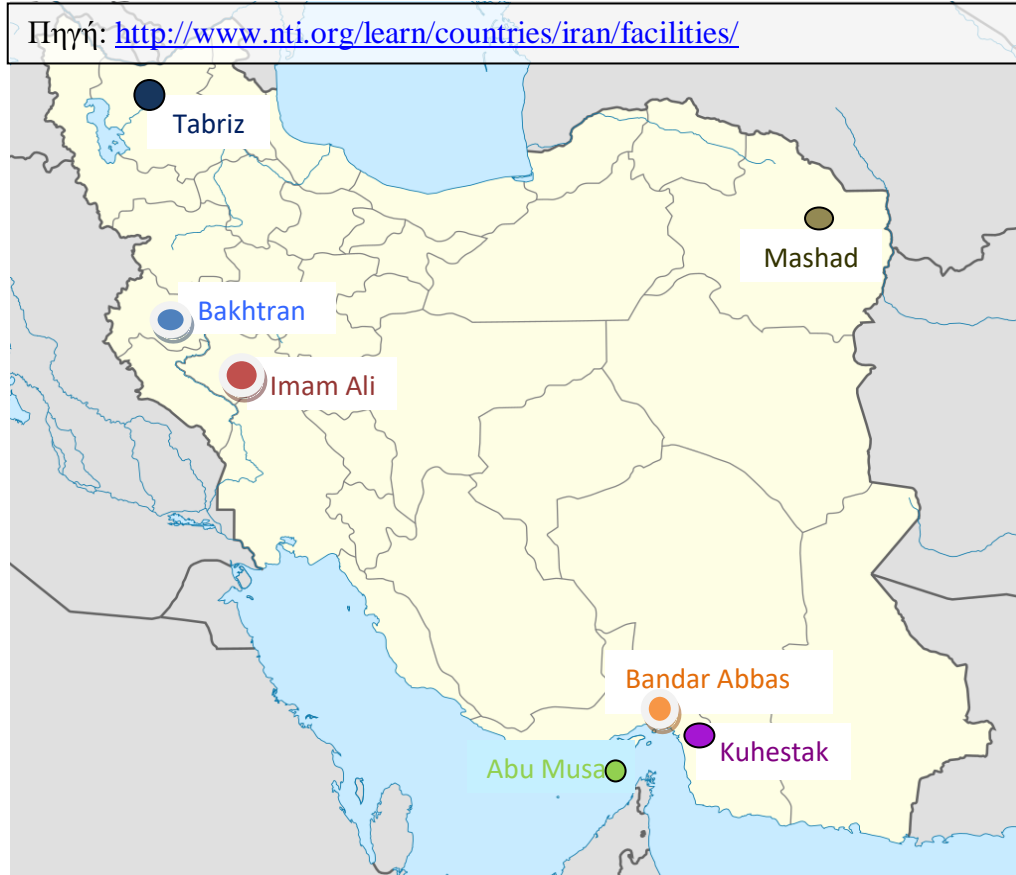 Πηγή: http://www.nti.org/learn/countries/iran/facilities/
Tabriz
Mashad
Bakhtran
Imam Ali
Bandar Abbas
Kuhestak
Abu Musa